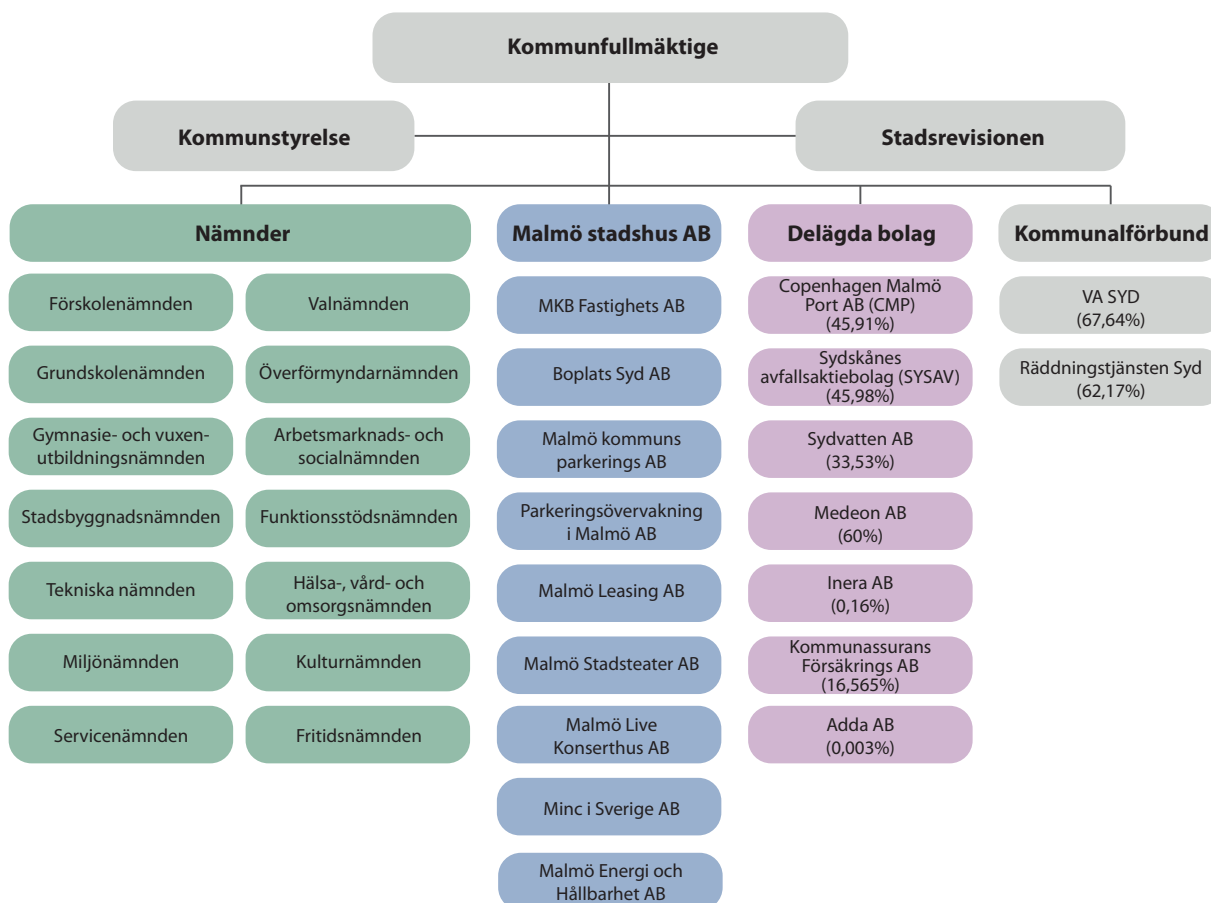 Kommunfullmäktige
Kommunstyrelse
Stadsrevisionen
Nämnder
Förskolenämnden
Valnämnden
Grundskolenämnden
Överförmyndarnämnden
Gymnasie- och vuxen-
utbildningsnämnden
Arbetsmarknads- och
socialnämnden
Stadsbyggnadsnämnden
Funktionsstödsnämnden
Tekniska nämnden
Hälsa-, vård- och
omsorgsnämnden
Miljönämnden
Kulturnämnden
Servicenämnden
Fritidsnämnden
Malmö stadshus AB
MKB Fastighets AB
Boplats Syd AB
Malmö kommuns
parkerings AB
Parkeringsövervakning
i Malmö AB
Malmö Leasing AB
Malmö Stadsteater AB
Malmö Live
Konserthus AB
Minc i Sverige AB
Malmö Energi och
Hållbarhet AB
Delägda bolag
Copenhagen Malmö
Port AB (CMP)
(45,91%)
Sydskånes
avfallsaktiebolag (SYSAV)
(45,98%)
Sydvatten AB
(33,53%)
Medeon AB
(60%)
Inera AB
(0,16%)
Kommunassurans
Försäkrings AB
(16,565%)
Adda AB
(0,003%)
Kommunalförbund
VA SYD
(67,64%)
Räddningstjänsten Syd
(62,17%)